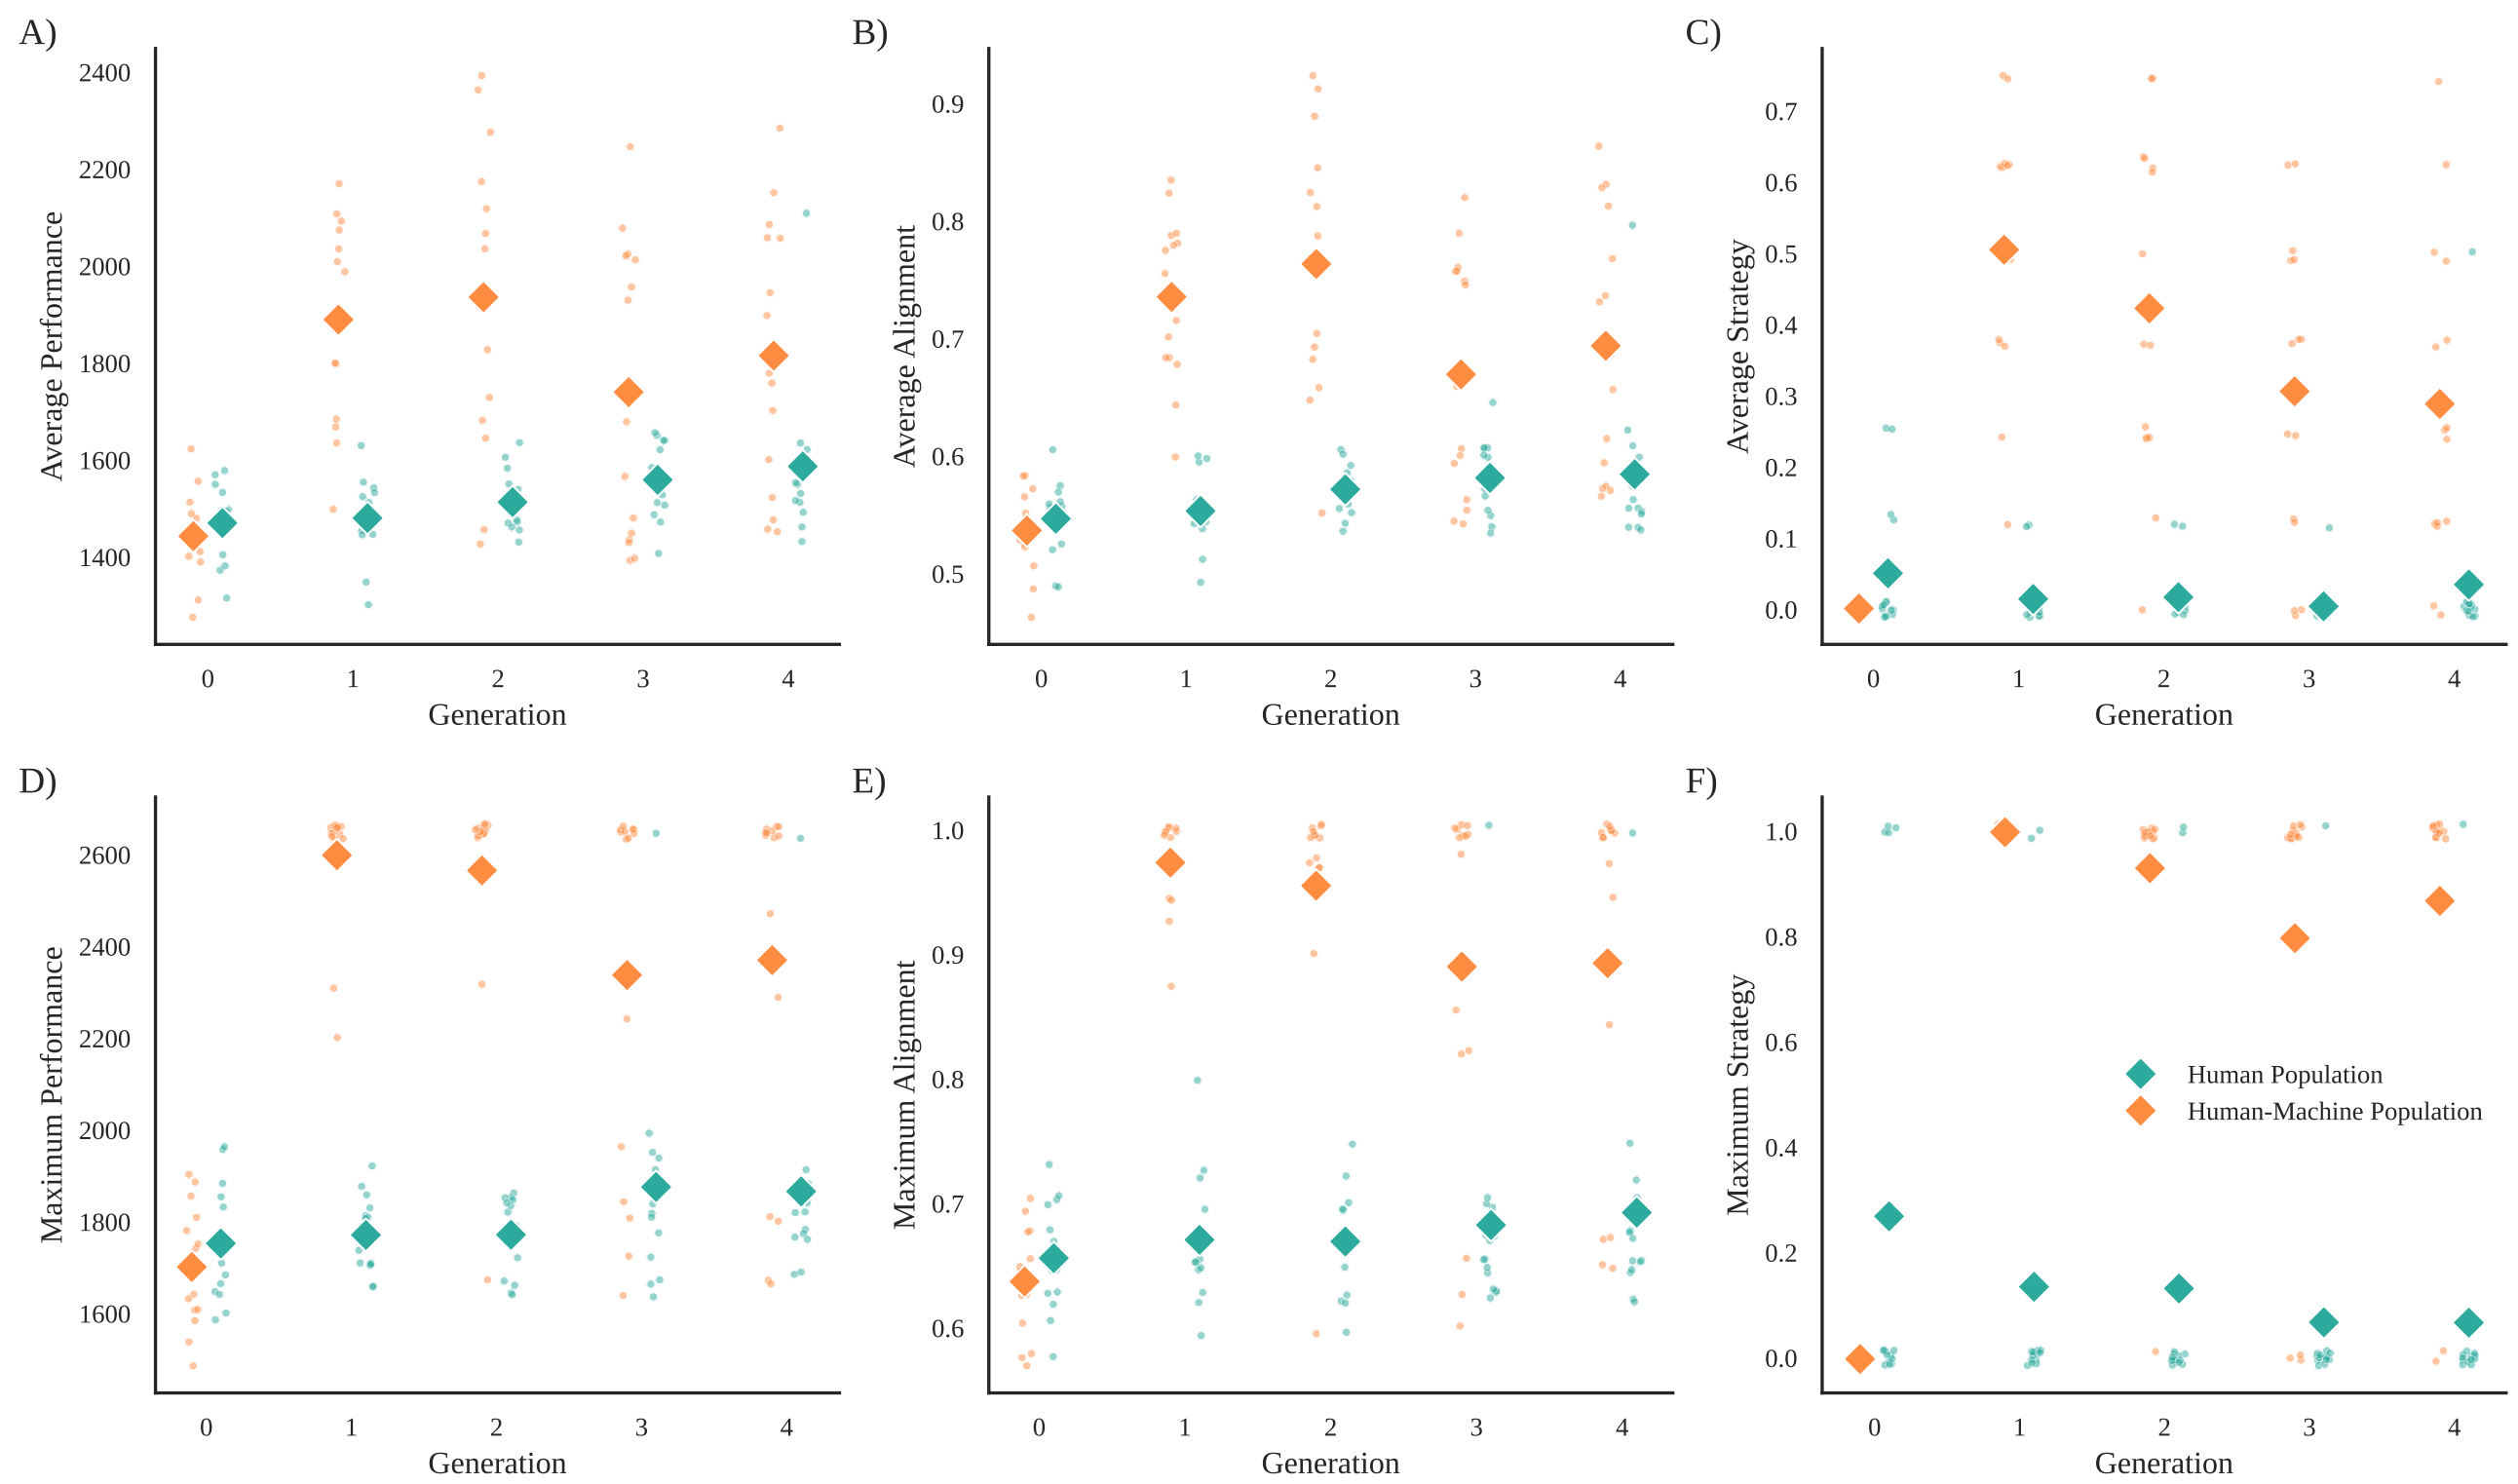 A)
Average Performance
2400
2200
2000
1800
1600
1400
0 1 2 3 4
Generation
B)
Average Alignment
0.9
0.8
0.7
0.6
0.5
0 1 2 3 4
Generation
C)
Average Strategy
0.7
0.6
0.5
0.4
0.3
0.2
0.1
0.0
0 1 2 3 4
Generation
D)
Maximum Performance
2600
2400
2200
2000
1800
1600
0 1 2 3 4
Generation
E)
Maximum Alignment
1.0
0.9
0.8
0.7
0.6
0 1 2 3 4
Generation
F)
Maximum Strategy
1.0
0.8
0.6
0.4
0.2
0.0
Human Population
Human-Machine Population
0 1 2 3 4
Generation